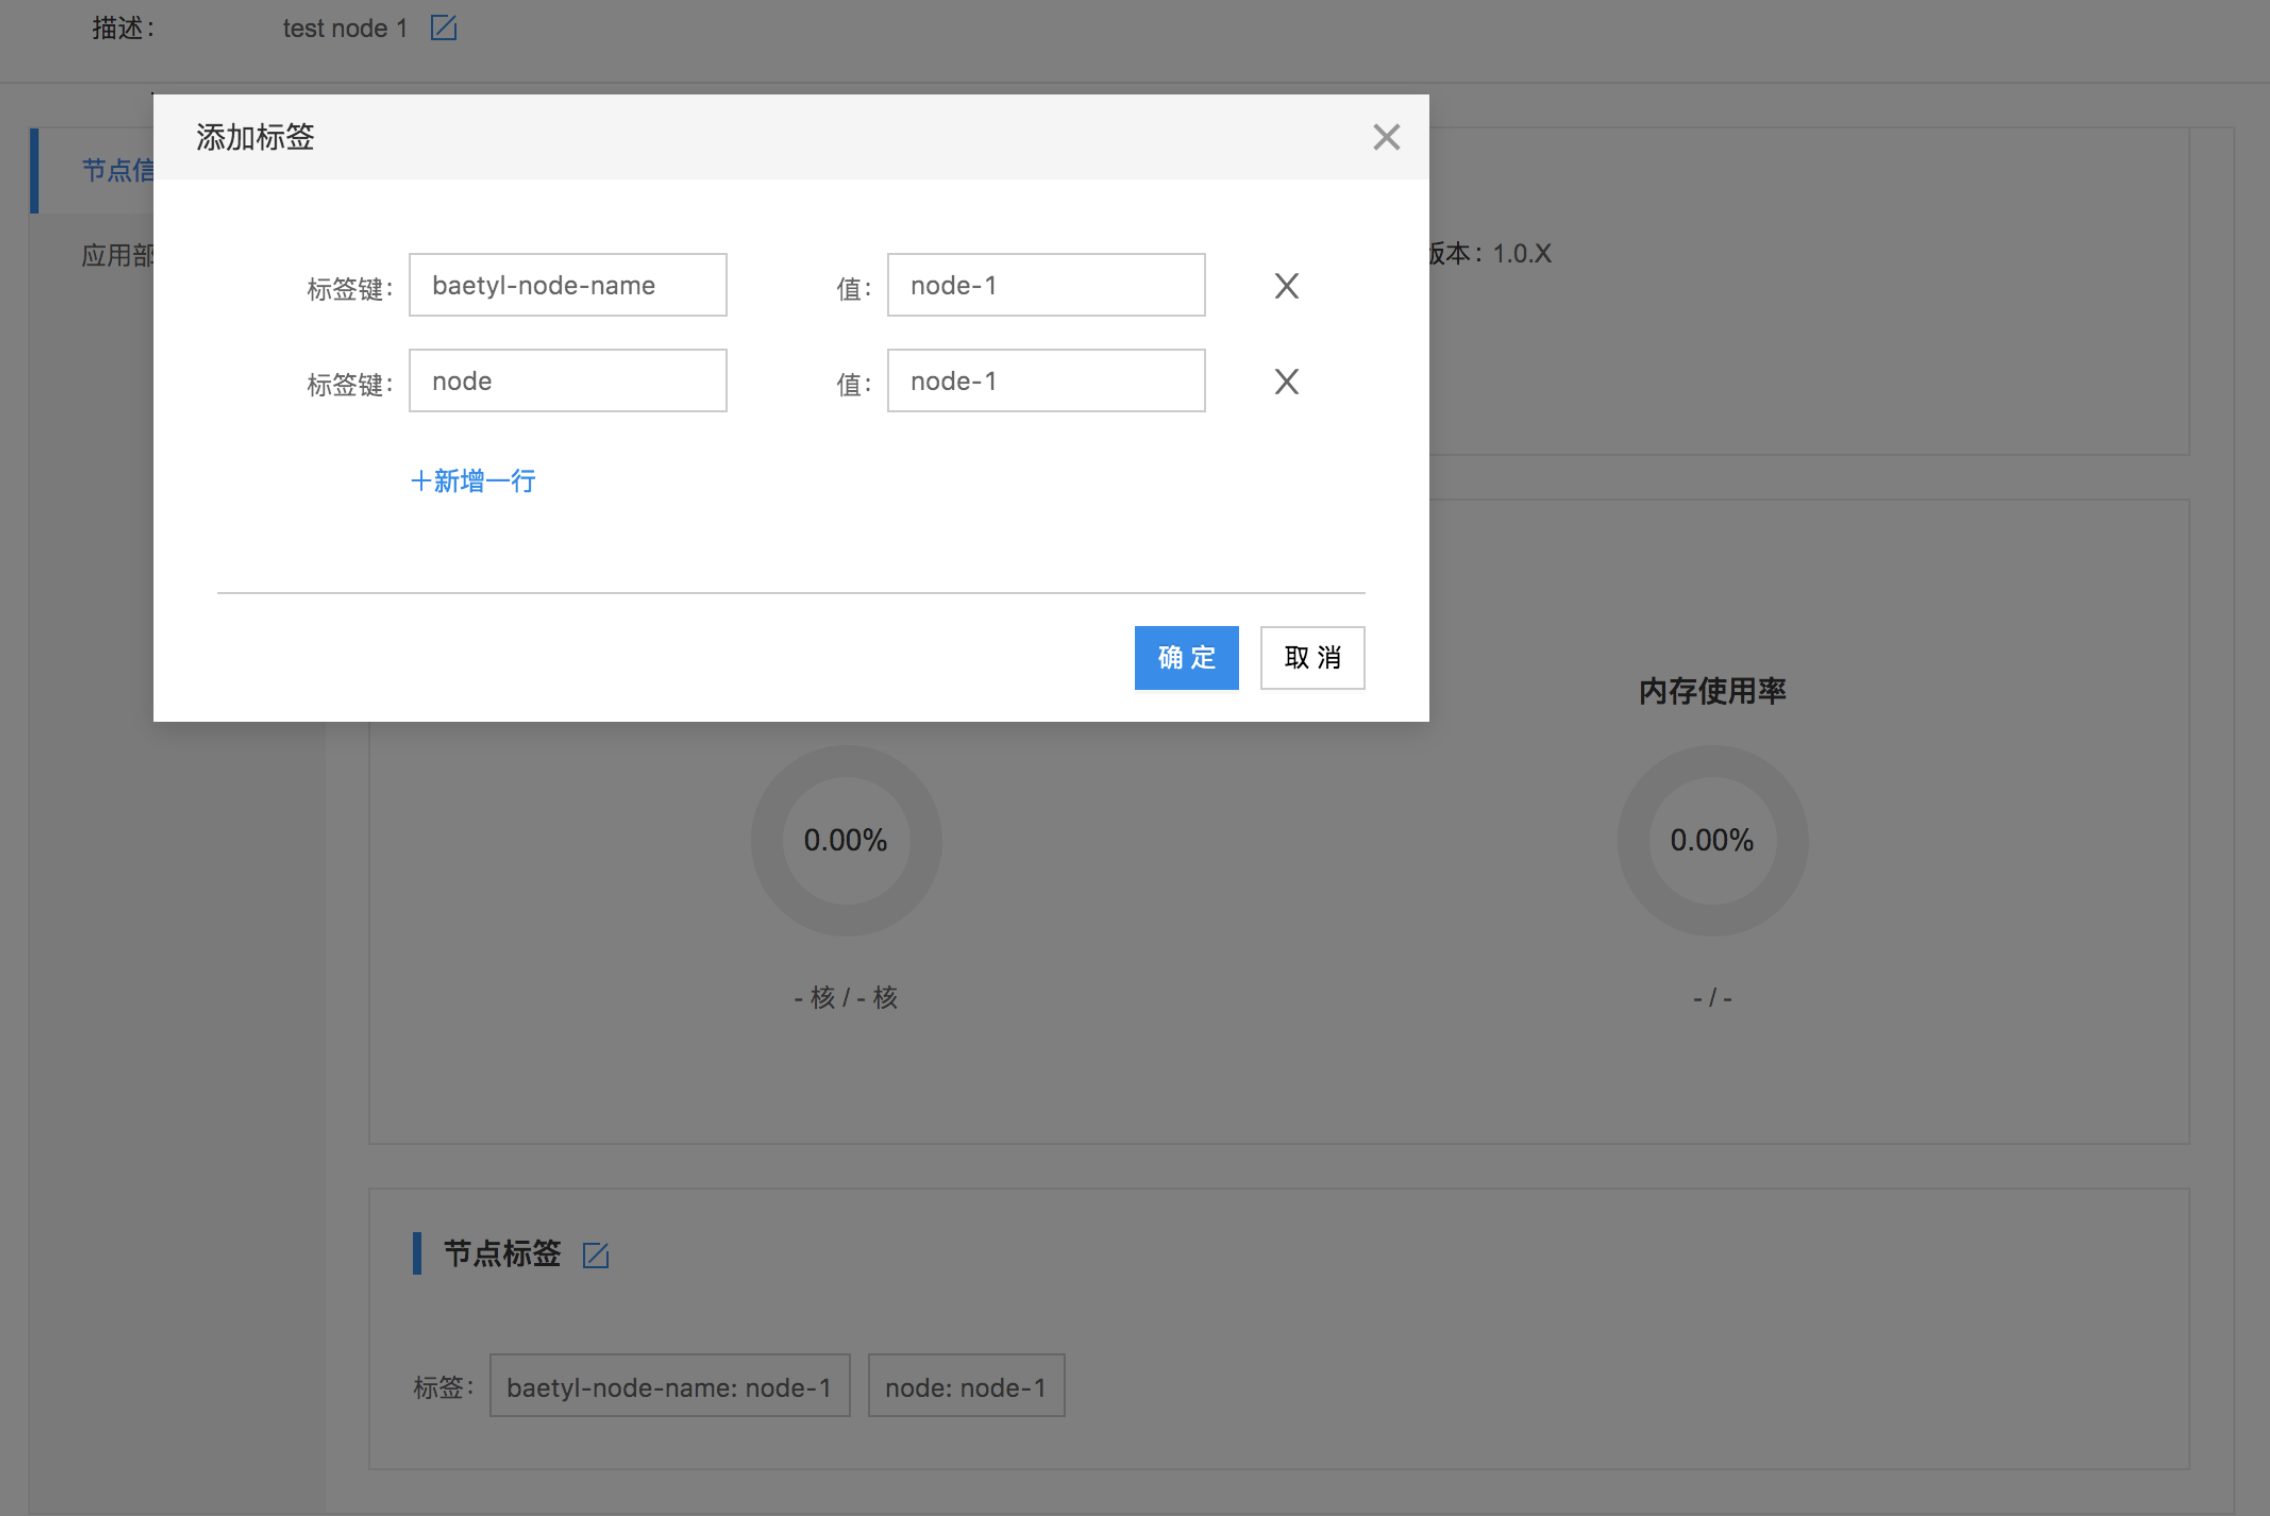 描述： test node 1
添加标签
节点信
应用部
版本：1.0.X
标签键： baetyl-node-name 值： node-1 X
标签键： node 值： node-1 X
+新增一行
确定 取消
内存使用率
0.00% 0.00%
- 核 / - 核 - / -
节点标签
标签： baetyl-node-name: node-1 node: node-1